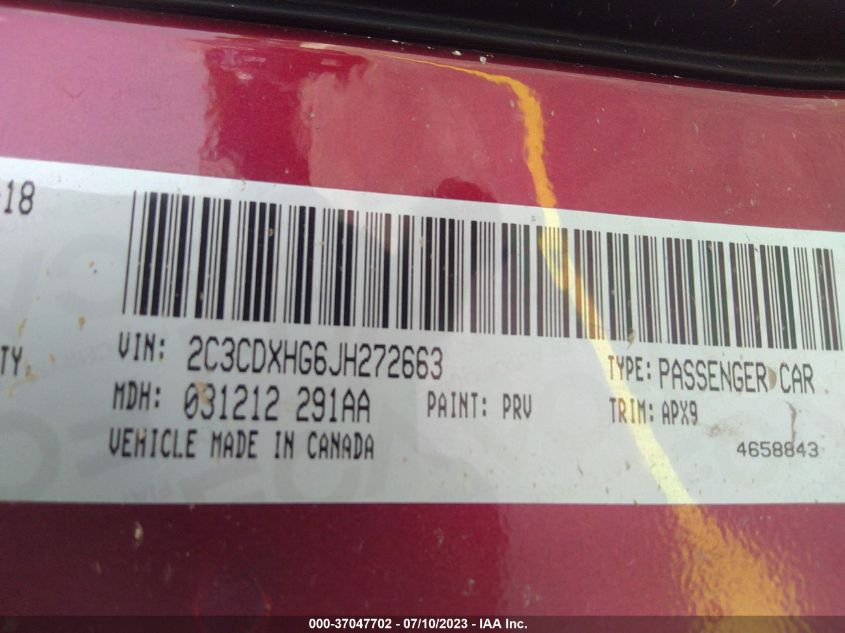 -18
TY.
VIN: 2C3CDXHG6JH272663
TYPE: PASSENGER CAR
MDH: 031212 291AA
PAINT: PRV
TRIM: APX9
VEHICLE MADE IN CANADA
4658843
000-37047702 - 07/10/2023 - IAA Inc.